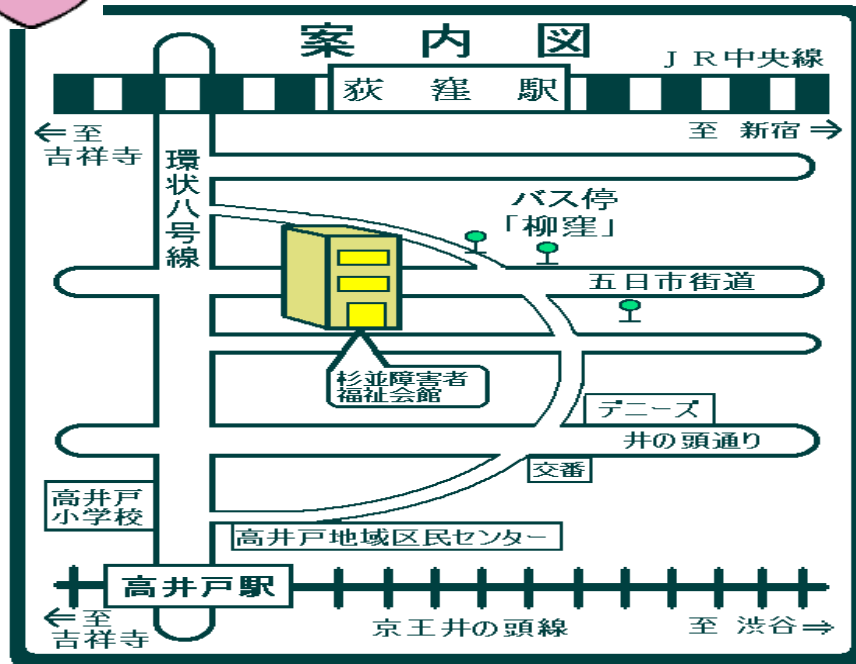 案 内 図
JR中央線
荻 窪 駅
⇐至
吉祥寺
至 新宿⇒
環状八号線
バス停
「柳窪」
五日市街道
杉並障害者
福祉会館
デニーズ
井の頭通り
交番
高井戸
小学校
高井戸地域区民センター
高井戸駅
⇐至
吉祥寺
京王井の頭線
至 渋谷⇒